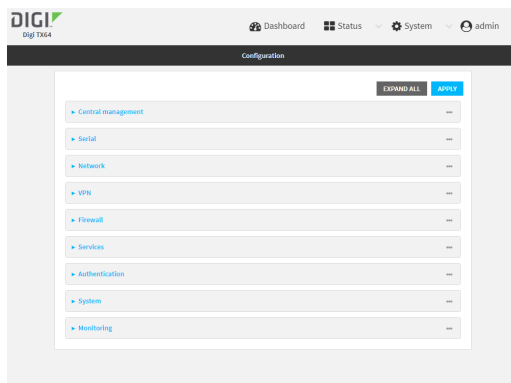 DIGI.
Digi TX64
Dashboard
Status
System
admin
Configuration
EXPAND ALL
APPLY
Central management
Serial
Network
VPN
Firewall
Services
Authentication
System
Monitoring